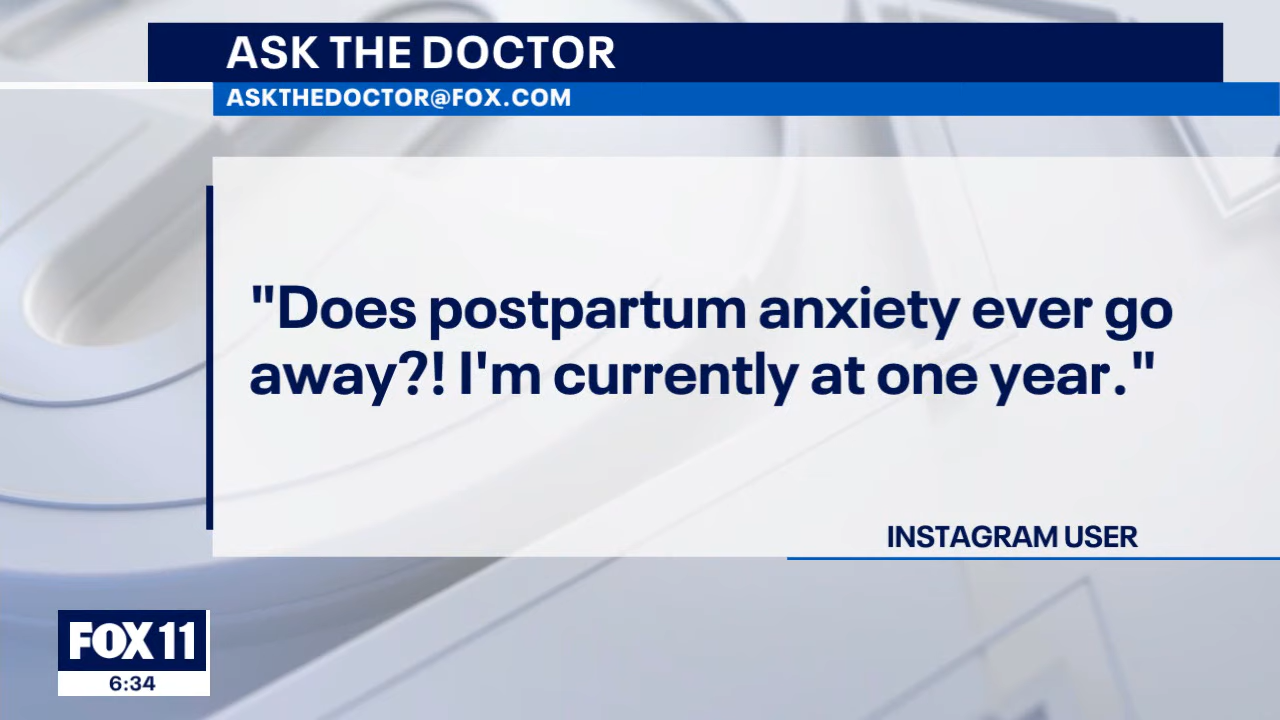 ASK THE DOCTOR
ASKTHEDOCTOR@FOX.COM
"Does postpartum anxiety ever go
away?! I'm currently at one year."
INSTAGRAM USER
FOX 11
6:34